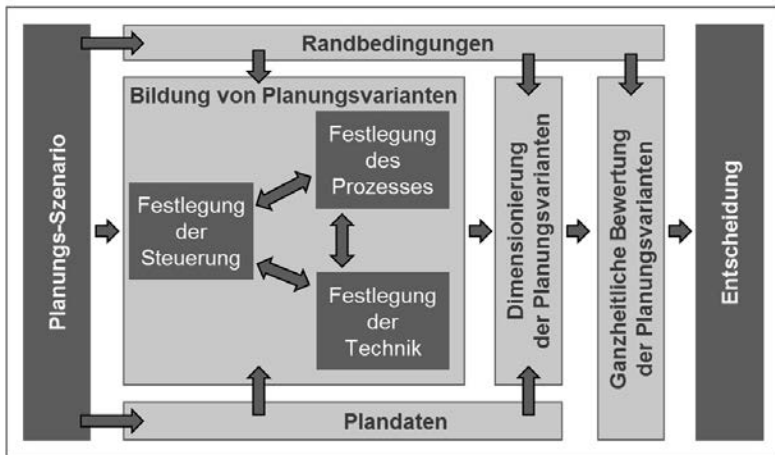 Planungs-Szenario
Randbedingungen
Bildung von Planungsvarianten
Festlegung
der
Steuerung
Festlegung
des
Prozesses
Festlegung
der
Technik
Dimensionierung
der Planungsvarianten
Ganzheitliche Bewertung
der Planungsvarianten
Entscheidung
Plandaten